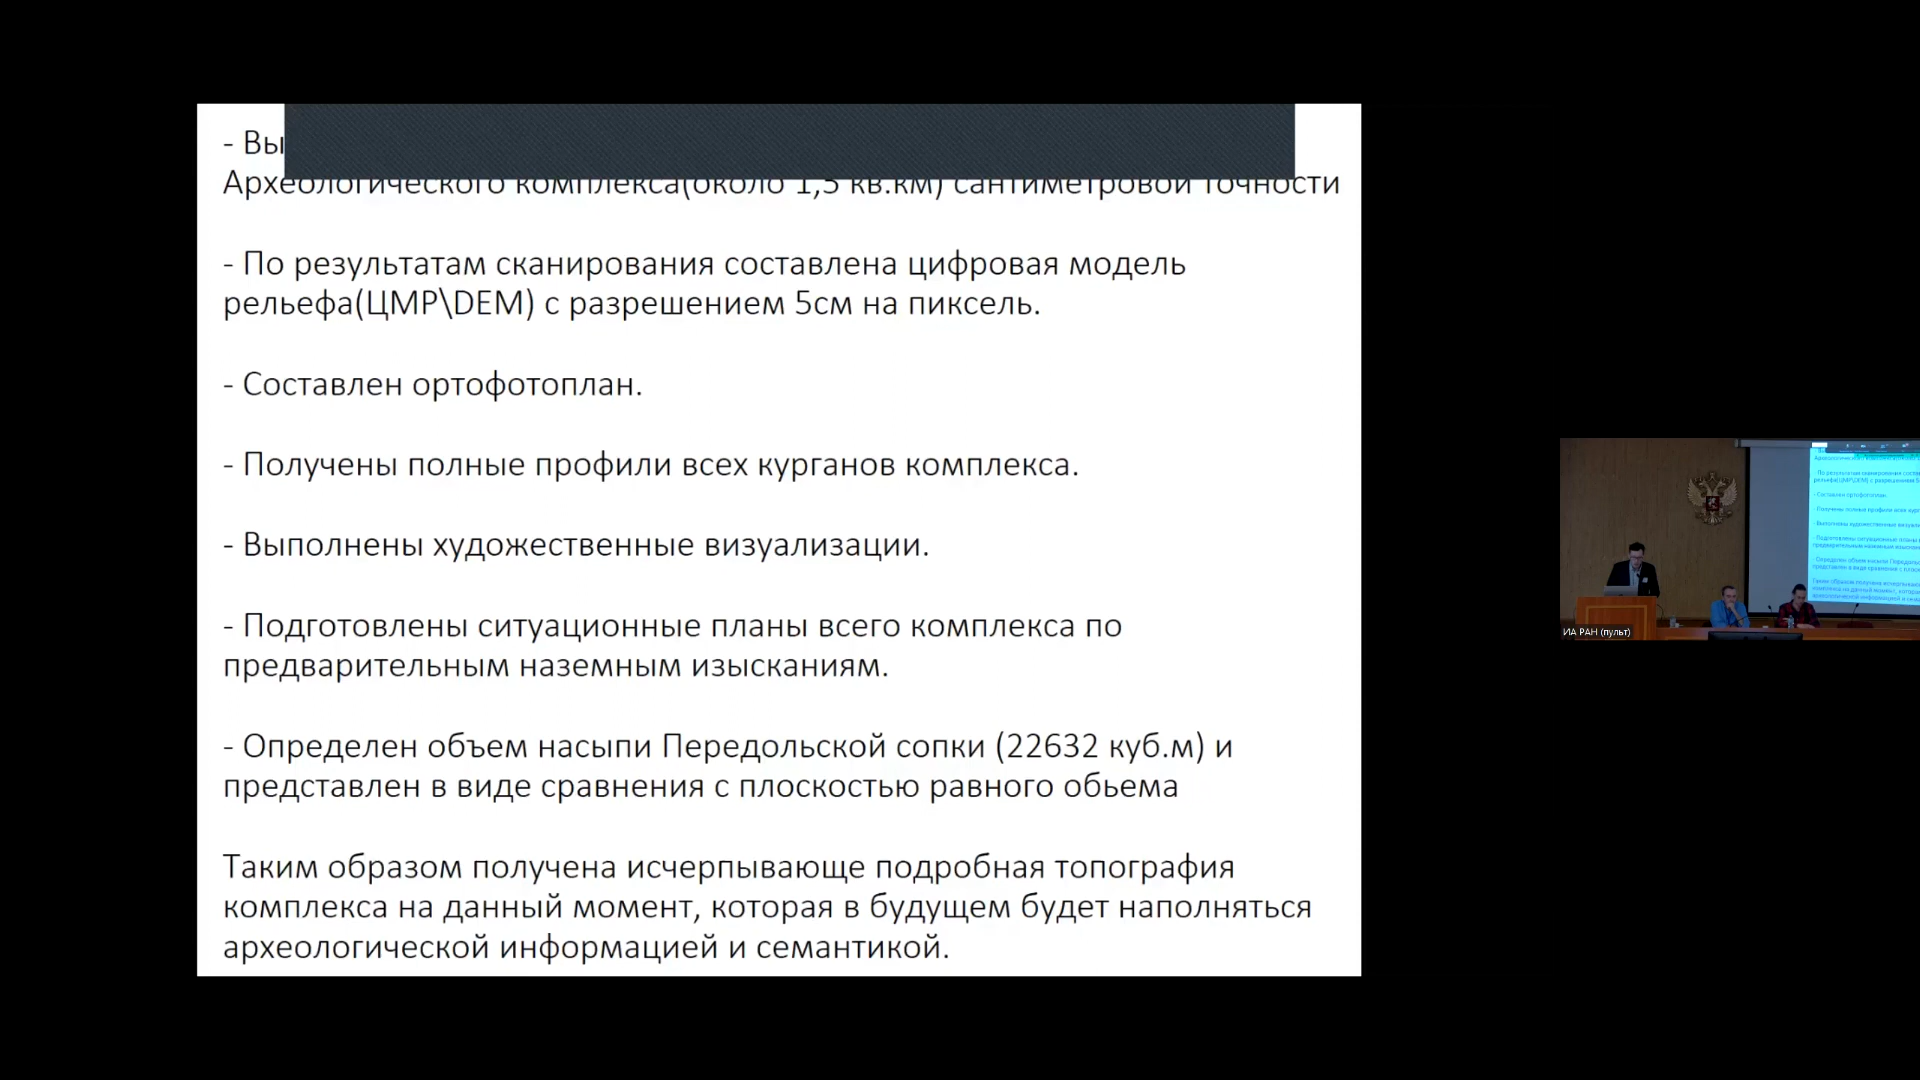 - Вы
Археологического комплекса(около 1,5 кв.км) сантиметровой точности
- По результатам сканирования составлена цифровая модель
рельефа(ЦМР\DEM) с разрешением 5см на пиксель.
- Составлен ортофотоплан.
- Получены полные профили всех курганов комплекса.
- Выполнены художественные визуализации.
- Подготовлены ситуационные планы всего комплекса по
предварительным наземным изысканиям.
- Определен объем насыпи Передольской сопки (22632 куб.м) и
представлен в виде сравнения с плоскостью равного обьема
Таким образом получена исчерпывающе подробная топография
комплекса на данный момент, которая в будущем будет наполняться
археологической информацией и семантикой.
ИА РАН (пульт)